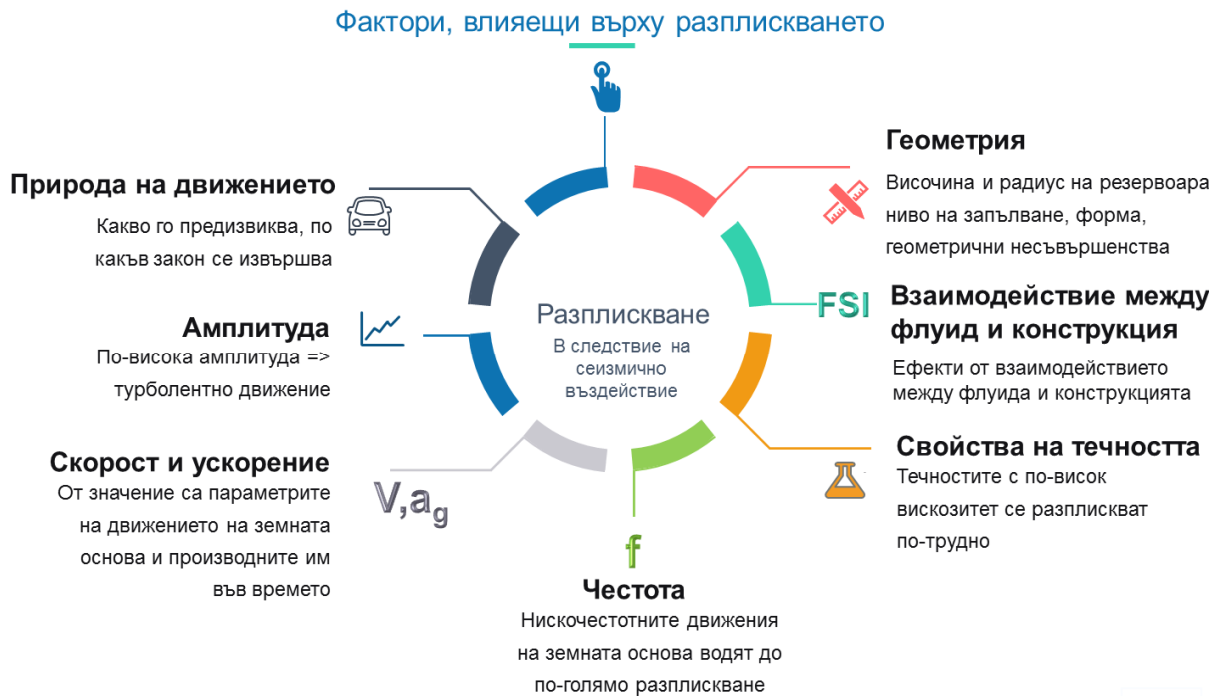 Фактори, влияещи върху разплискването
Природа на движението
Какво го предизвиква, по
какъв закон се извършва
Амплитуда
По-висока амплитуда =>
турболентно движение
Скорост и ускорение
От значение са параметрите
на движението на земната
основа и производните им
във времето
V,ag
Разплискване
В следствие на
сеизмично
въздействие
f
Честота
Нискочестотните движения
на земната основа водят до
по-голямо разплискване
Геометрия
Височина и радиус на резервоара
ниво на запълване, форма,
геометрични несъвършенства
FSI
Взаимодействие между
флуид и конструкция
Ефекти от взаимодействието
между флуида и конструкцията
Свойства на течността
Течностите с по-висок
вискозитет се разплискват
по-трудно